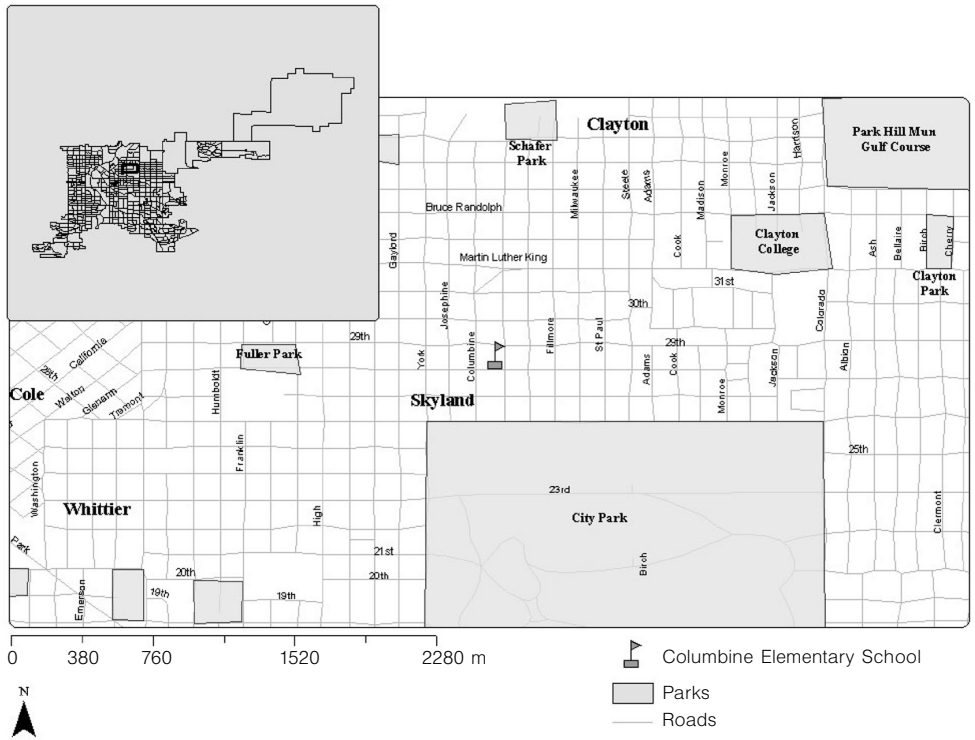 Clayton
Schafer
Park
Park Hill Mun
Gulf Course
Harrison
Monroe
Milwaukee
Steele
Adams
Madison
Jackson
Bruce Randolph
Gaylord
Martin Luther King
Cook
Clayton
College
Ash
Bellaire
Birch
Cherry
Clayton
Park
31st
Josephine
30th
Colorado
29th
Fuller Park
28th
California
Cole
Welton
Glenarm
Tremont
Humboldt
York
Columbine
Fillmore
St Paul
29th
Adams
Cook
Monroe
Jackson
Albian
Skyland
25th
Franklin
Washington
Whittier
High
23rd
City Park
Clermont
Park
21st
Birch
20th
20th
19th
19th
Emerson
0 380 760 1520 2280 m
N
Columbine Elementary School
Parks
Roads